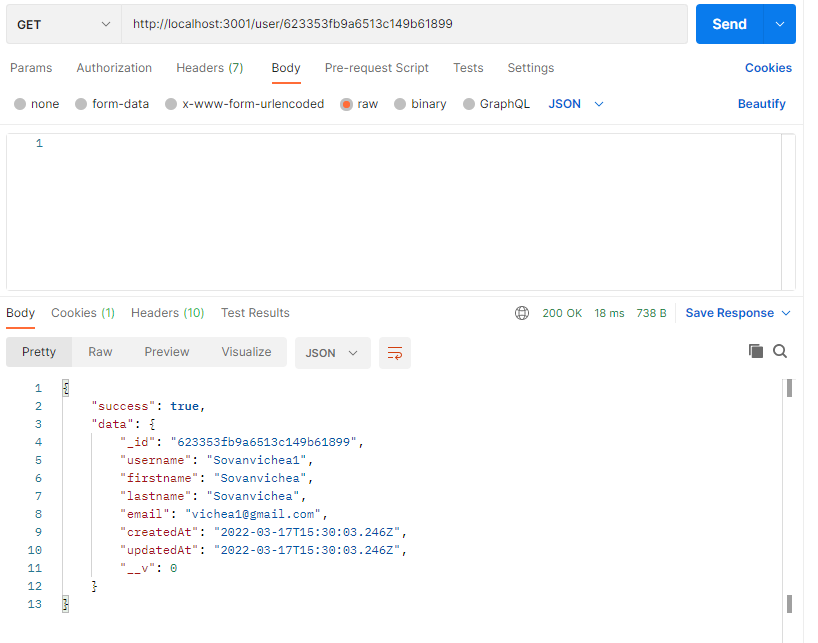 GET http://localhost:3001/user/623353fb9a6513c149b61899 Send
Params Authorization Headers (7) Body Pre-request Script Tests Settings Cookies
none form-data x-www-form-urlencoded raw binary GraphQL JSON Beautify
1
Body Cookies (1) Headers (10) Test Results 200 OK 18 ms 738 B Save Response
Pretty Raw Preview Visualize JSON
1 {
2 "success": true,
3 "data": {
4 "_id": "623353fb9a6513c149b61899",
5 "username": "Sovanvichea1",
6 "firstname": "Sovanvichea",
7 "lastname": "Sovanvichea",
8 "email": "vichea1@gmail.com",
9 "createdAt": "2022-03-17T15:30:03.246Z",
10 "updatedAt": "2022-03-17T15:30:03.246Z",
11 "__v": 0
12 }
13 }